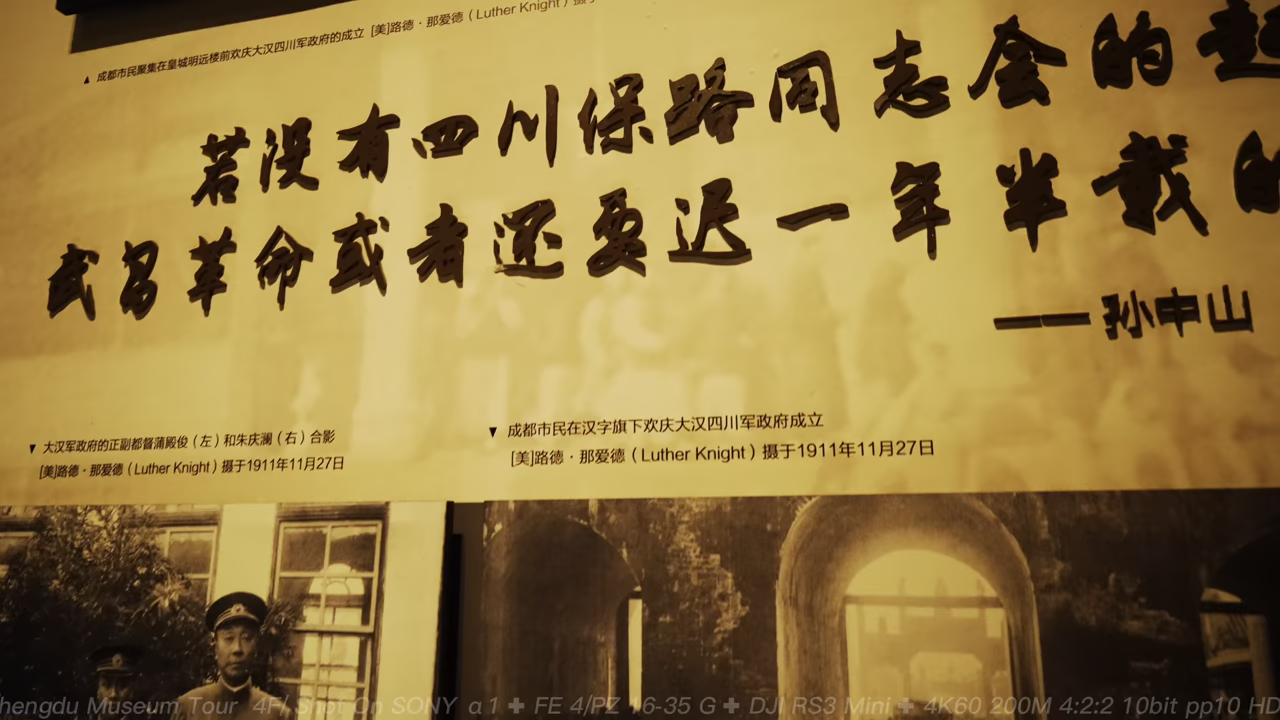 ▲ 成都市民聚集在皇城明远楼前欢庆大汉四川军政府的成立 [美]路德·那爱德（Luther Knight）摄于
若没有四川保路同志会的起
武昌革命或者还要迟一年半载的
——孙中山
▼ 大汉军政府的正副都督蒲殿俊（左）和朱庆澜（右）合影
[美]路德·那爱德（Luther Knight）摄于1911年11月27日
▼ 成都市民在汉字旗下欢庆大汉四川军政府成立
[美]路德·那爱德（Luther Knight）摄于1911年11月27日
hengdu Museum Tour 4F/ Shot On SONY α1 ✚ FE 4/PZ 16-35 G ✚ DJI RS3 Mini ✚ 4K60 200M 4:2:2 10bit pp10 HD